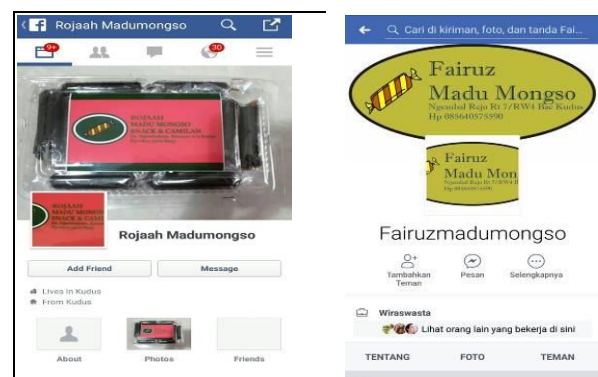 Rojaah Madumongso
9+
30
ROJAAH
MADU MONGSO
SNACK & CAMILAN
ROJAAH
MADU MONGSO
SNACK & CAMI
Rojaah Madumongso
Add Friend
Message
Lives in Kudus
From Kudus
About
Photos
Friends
Cari di kiriman, foto, dan tanda Fai...
Fairuz
Madu Mongso
Ngembal Rejo Rt 7/RW4 Bae Kudus
Hp 085640575590
Fairuz
Madu Mon
Fairuzmadumongso
Tambahkan
Teman
Pesan
Selengkapnya
Wiraswasta
Lihat orang lain yang bekerja di sini
TENTANG
FOTO
TEMAN